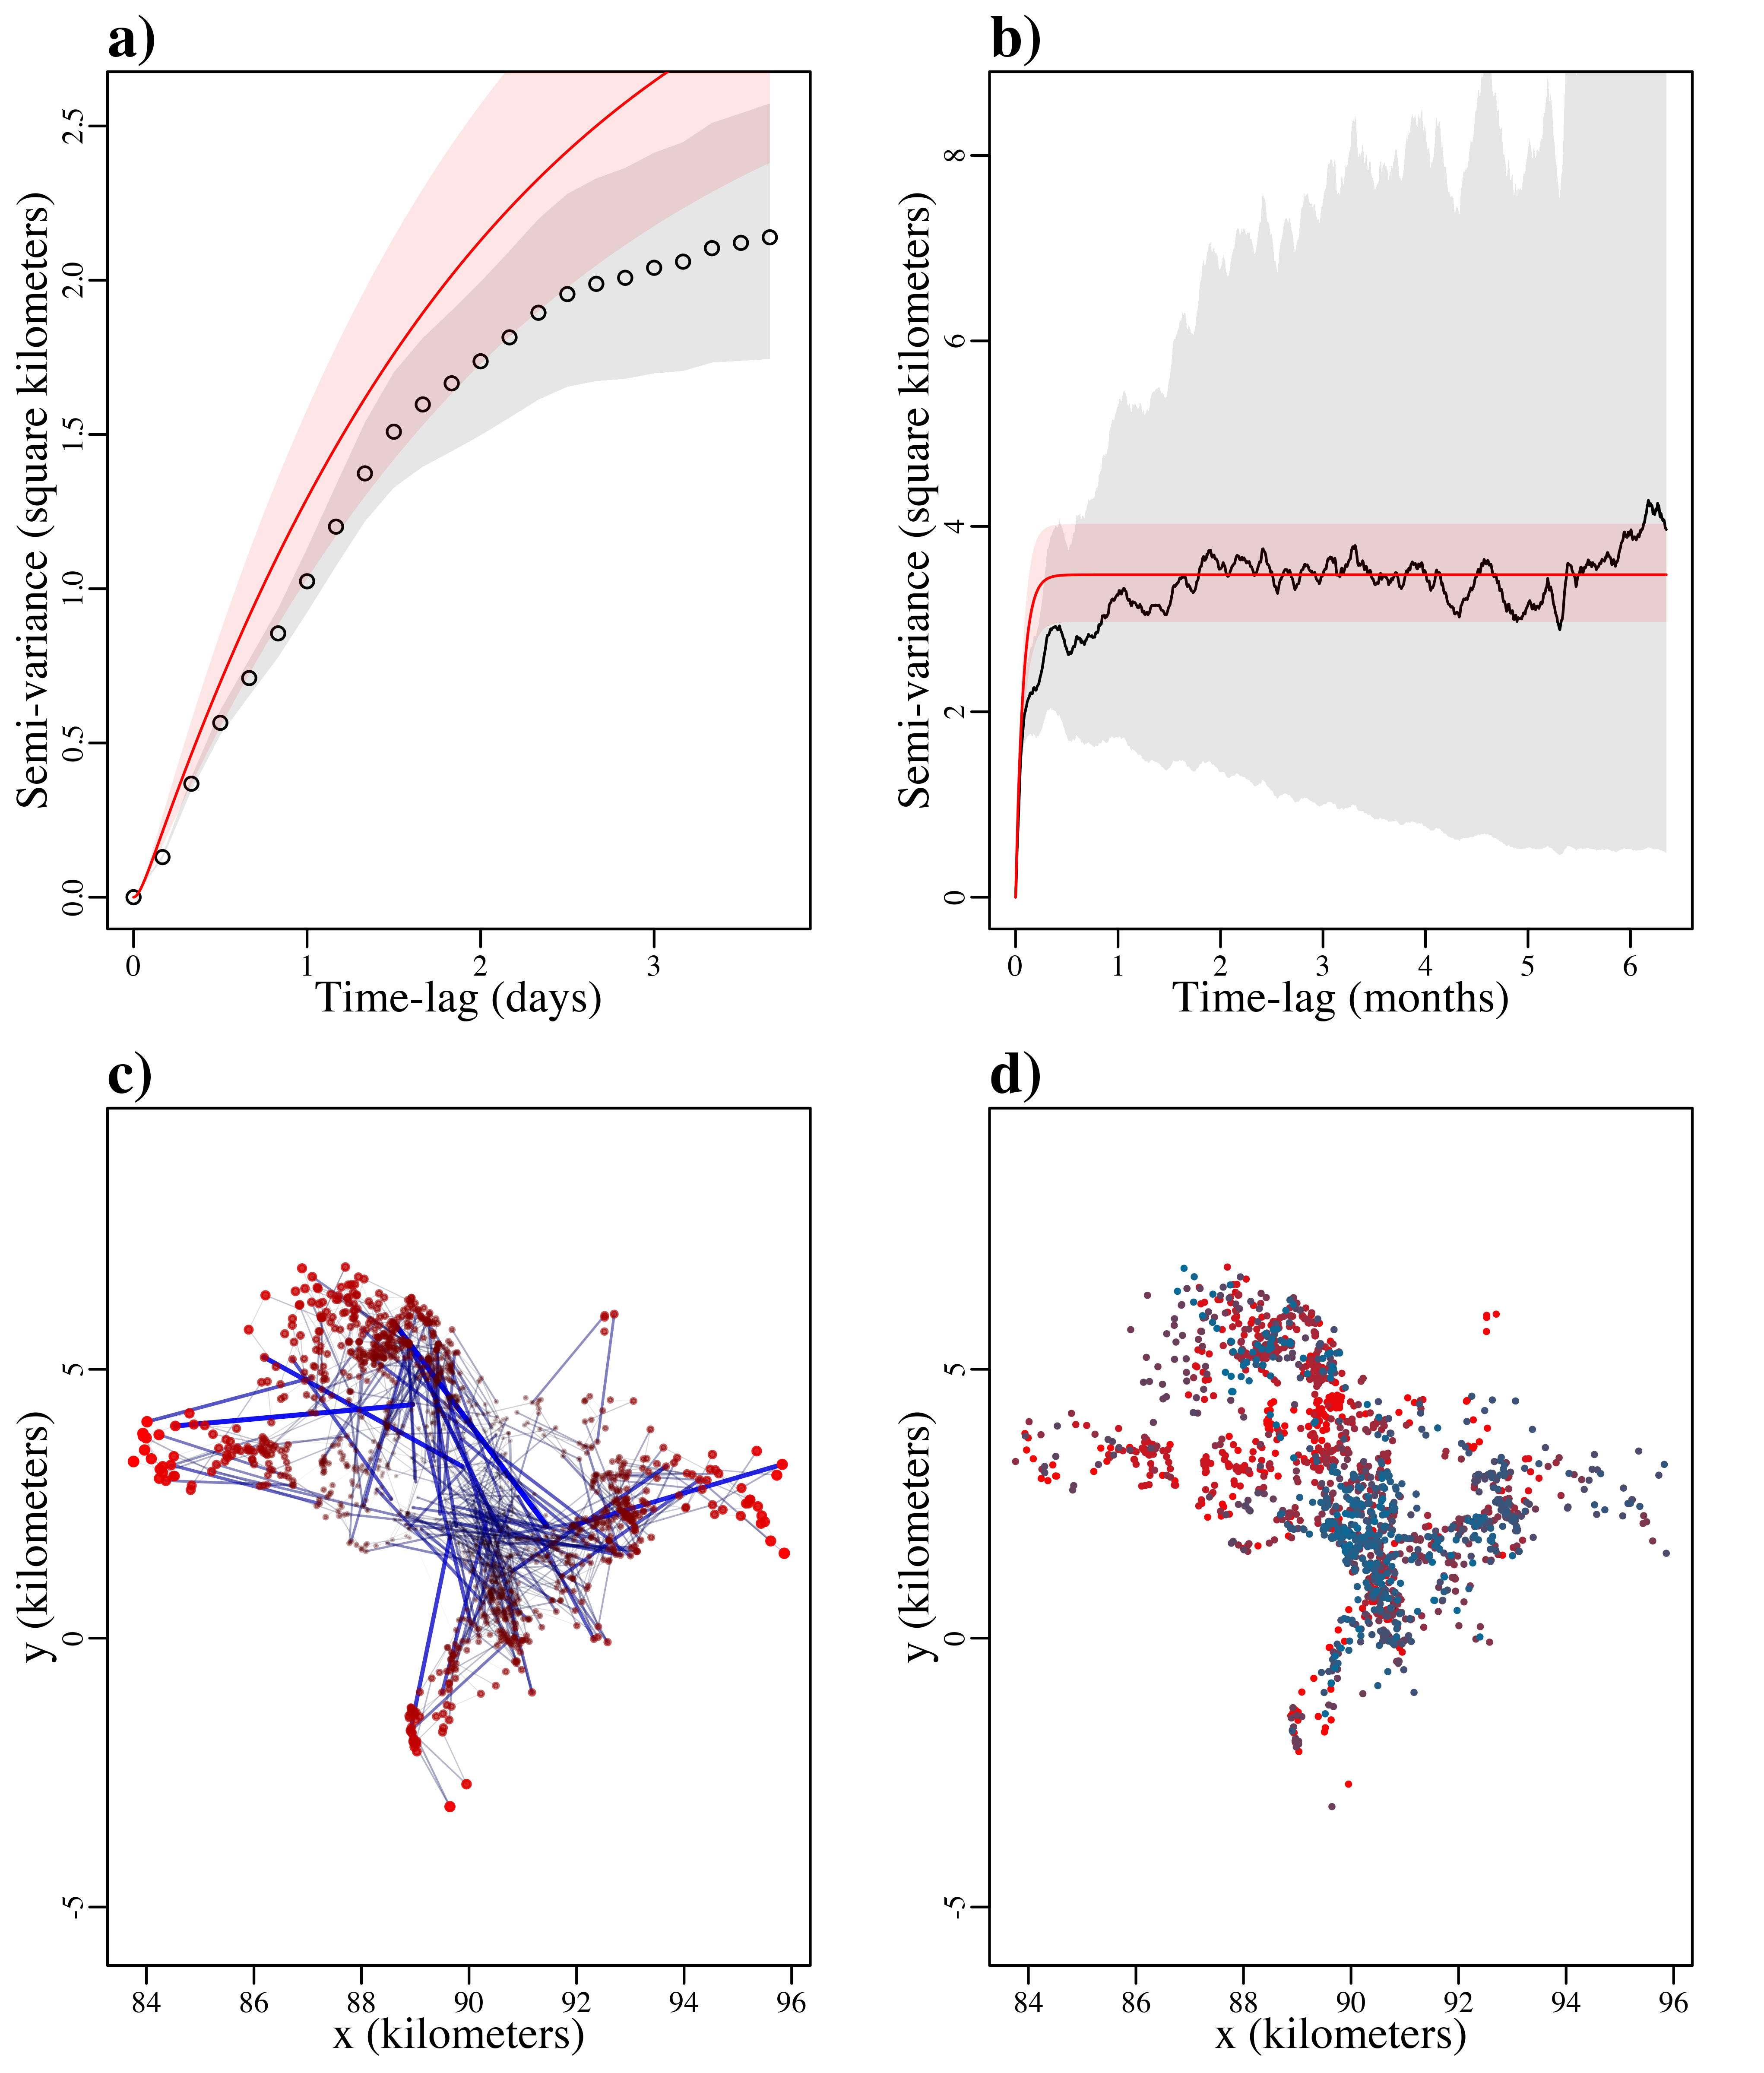 a)
Semi-variance (square kilometers)
2.5
2.0
1.5
1.0
0.5
0.0
0 1 2 3
Time-lag (days)
b)
Semi-variance (square kilometers)
8
6
4
2
0
0 1 2 3 4 5 6
Time-lag (months)
c)
y (kilometers)
5
0
-5
84 86 88 90 92 94 96
x (kilometers)
d)
y (kilometers)
5
0
-5
84 86 88 90 92 94 96
x (kilometers)